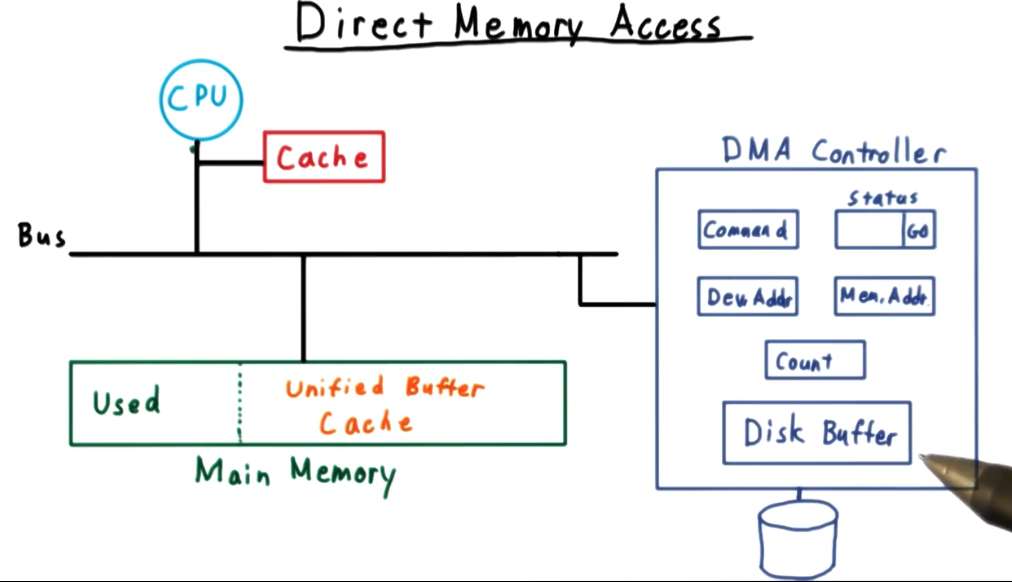 Direct Memory Access
CPU
Cache
Bus
Used
Unified Buffer
Cache
Main Memory
DMA Controller
Status
Command
GO
Dev. Addr
Mem. Addr.
Count
Disk Buffer